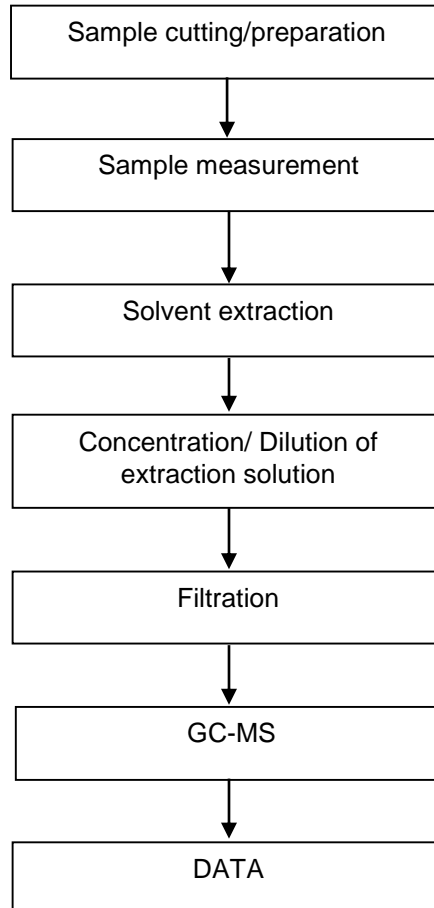 Sample cutting/preparation
Sample measurement
Solvent extraction
Concentration/ Dilution of
extraction solution
Filtration
GC-MS
DATA